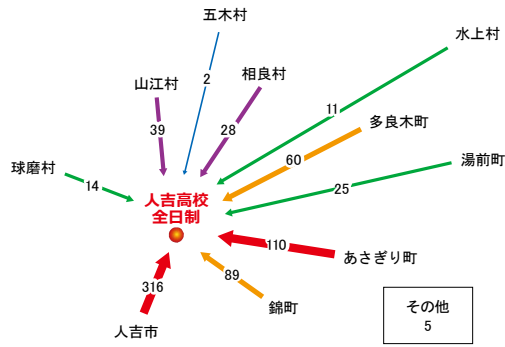 五木村
水上村
相良村
山江村
2
11
39
28
多良木町
60
球磨村
湯前町
14
25
人吉高校
全日制
110
あさぎり町
89
316
錦町
その他
5
人吉市